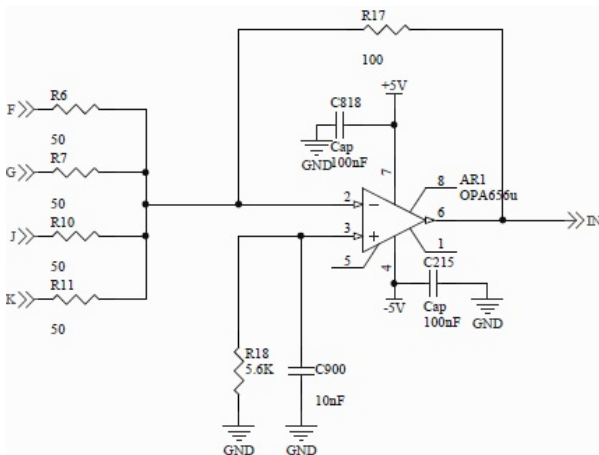 R17
100
+5V
C818
Cap
100nF
GND
R6
F
50
R7
G
50
R10
J
50
R11
K
50
7
8
AR1
OPA656u
2
−
6
IN
3
+
1
5
4
C215
-5V
Cap
100nF
GND
R18
5.6K
C900
10nF
GND
GND